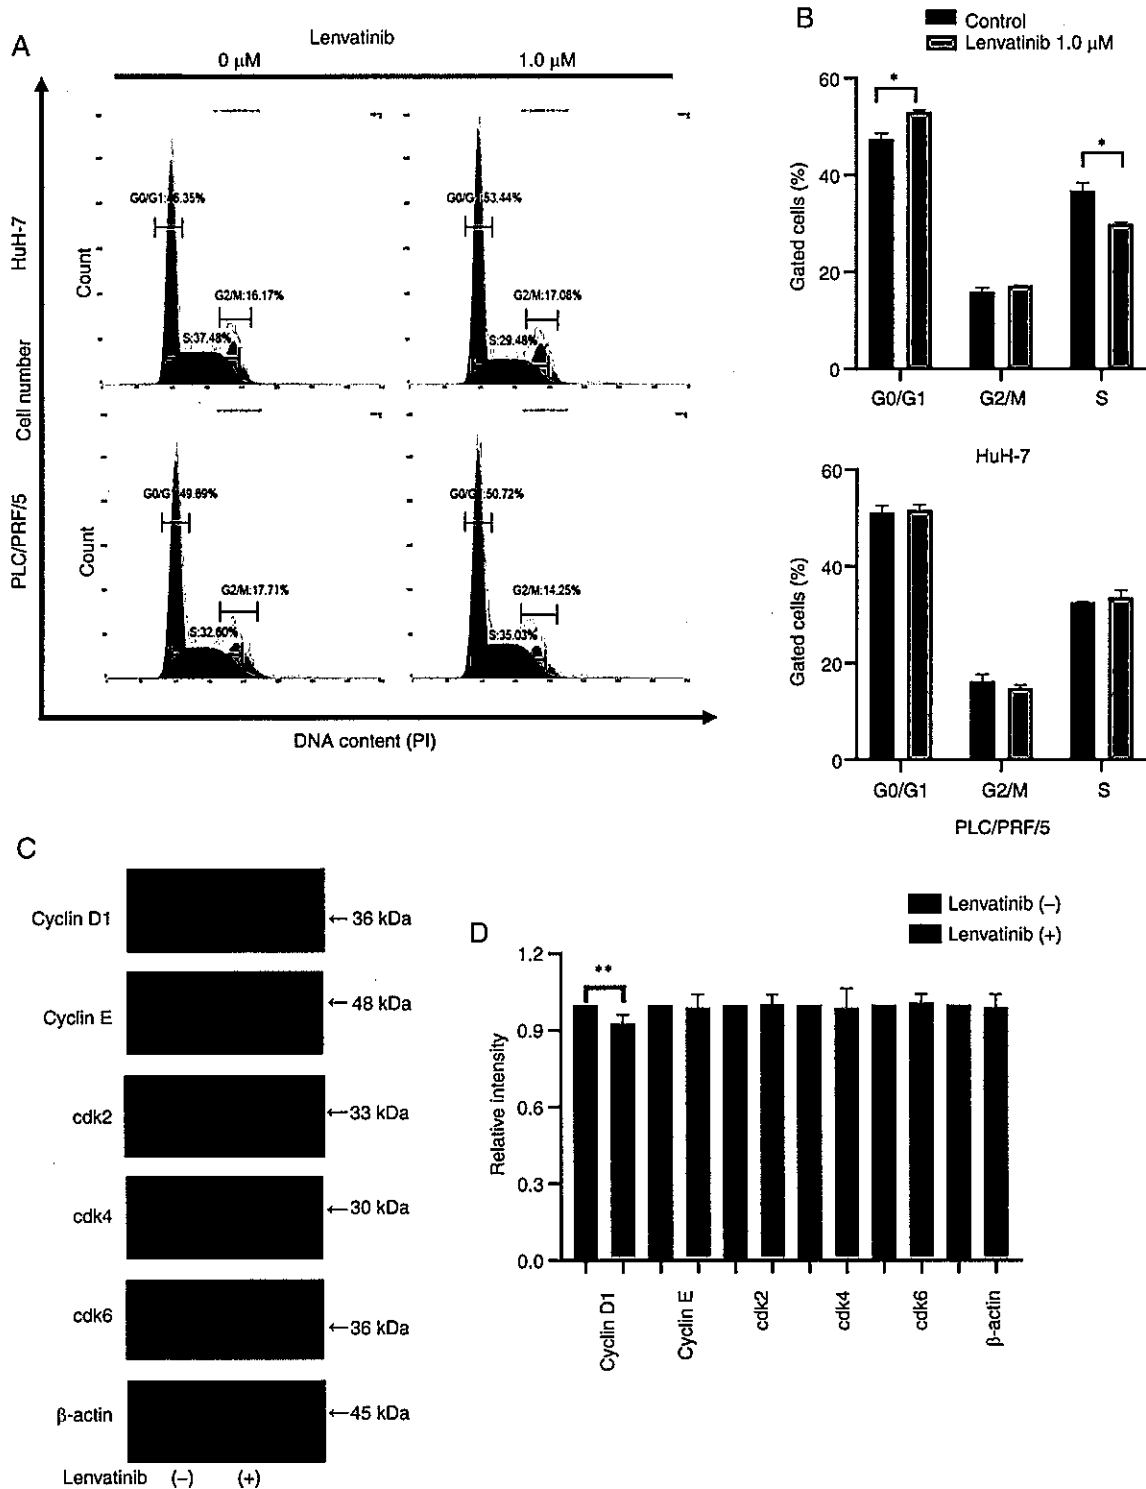 A
Lenvatinib
0 μM
1.0 μM
HuH-7
Cell number
PLC/PRF/5
Count
G0/G1:46.35%
G2/M:16.17%
S:37.48%
G0/G1:53.44%
G2/M:17.08%
S:29.48%
Count
G0/G1:49.69%
G2/M:17.71%
S:32.60%
G0/G1:50.72%
G2/M:14.25%
S:35.03%
DNA content (PI)
B
Control
Lenvatinib 1.0 μM
Gated cells (%)
60
40
20
0
*
*
G0/G1
G2/M
S
HuH-7
Gated cells (%)
60
40
20
0
G0/G1
G2/M
S
PLC/PRF/5
C
Cyclin D1
←36 kDa
Cyclin E
←48 kDa
cdk2
←33 kDa
cdk4
←30 kDa
cdk6
←36 kDa
β-actin
←45 kDa
Lenvatinib (–) (+)
D
Lenvatinib (–)
Lenvatinib (+)
Relative intensity
1.2
0.9
0.6
0.3
0.0
**
Cyclin D1
Cyclin E
cdk2
cdk4
cdk6
β-actin